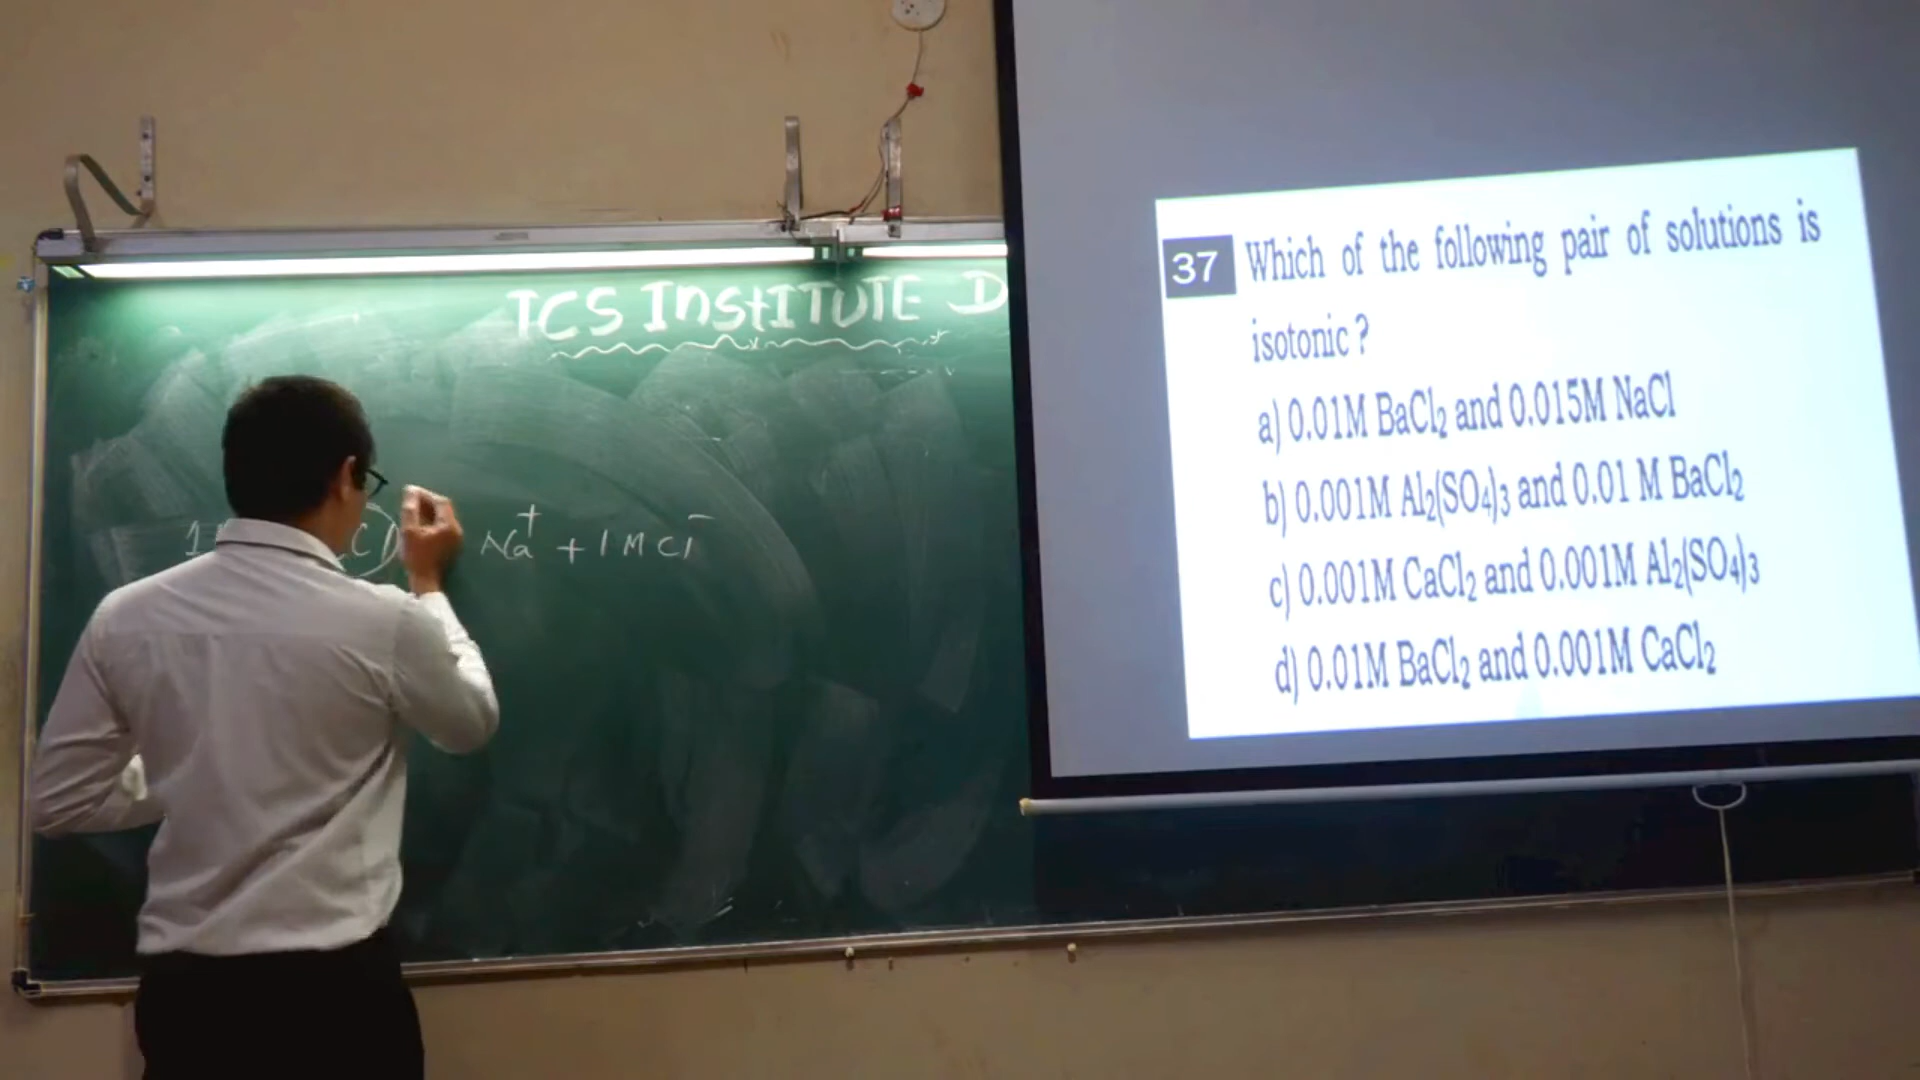 TCS InstITUTE D
Na⁺ + 1 M Cl⁻
37 Which of the following pair of solutions is
isotonic ?
a) 0.01M BaCl₂ and 0.015M NaCl
b) 0.001M Al₂(SO₄)₃ and 0.01 M BaCl₂
c) 0.001M CaCl₂ and 0.001M Al₂(SO₄)₃
d) 0.01M BaCl₂ and 0.001M CaCl₂